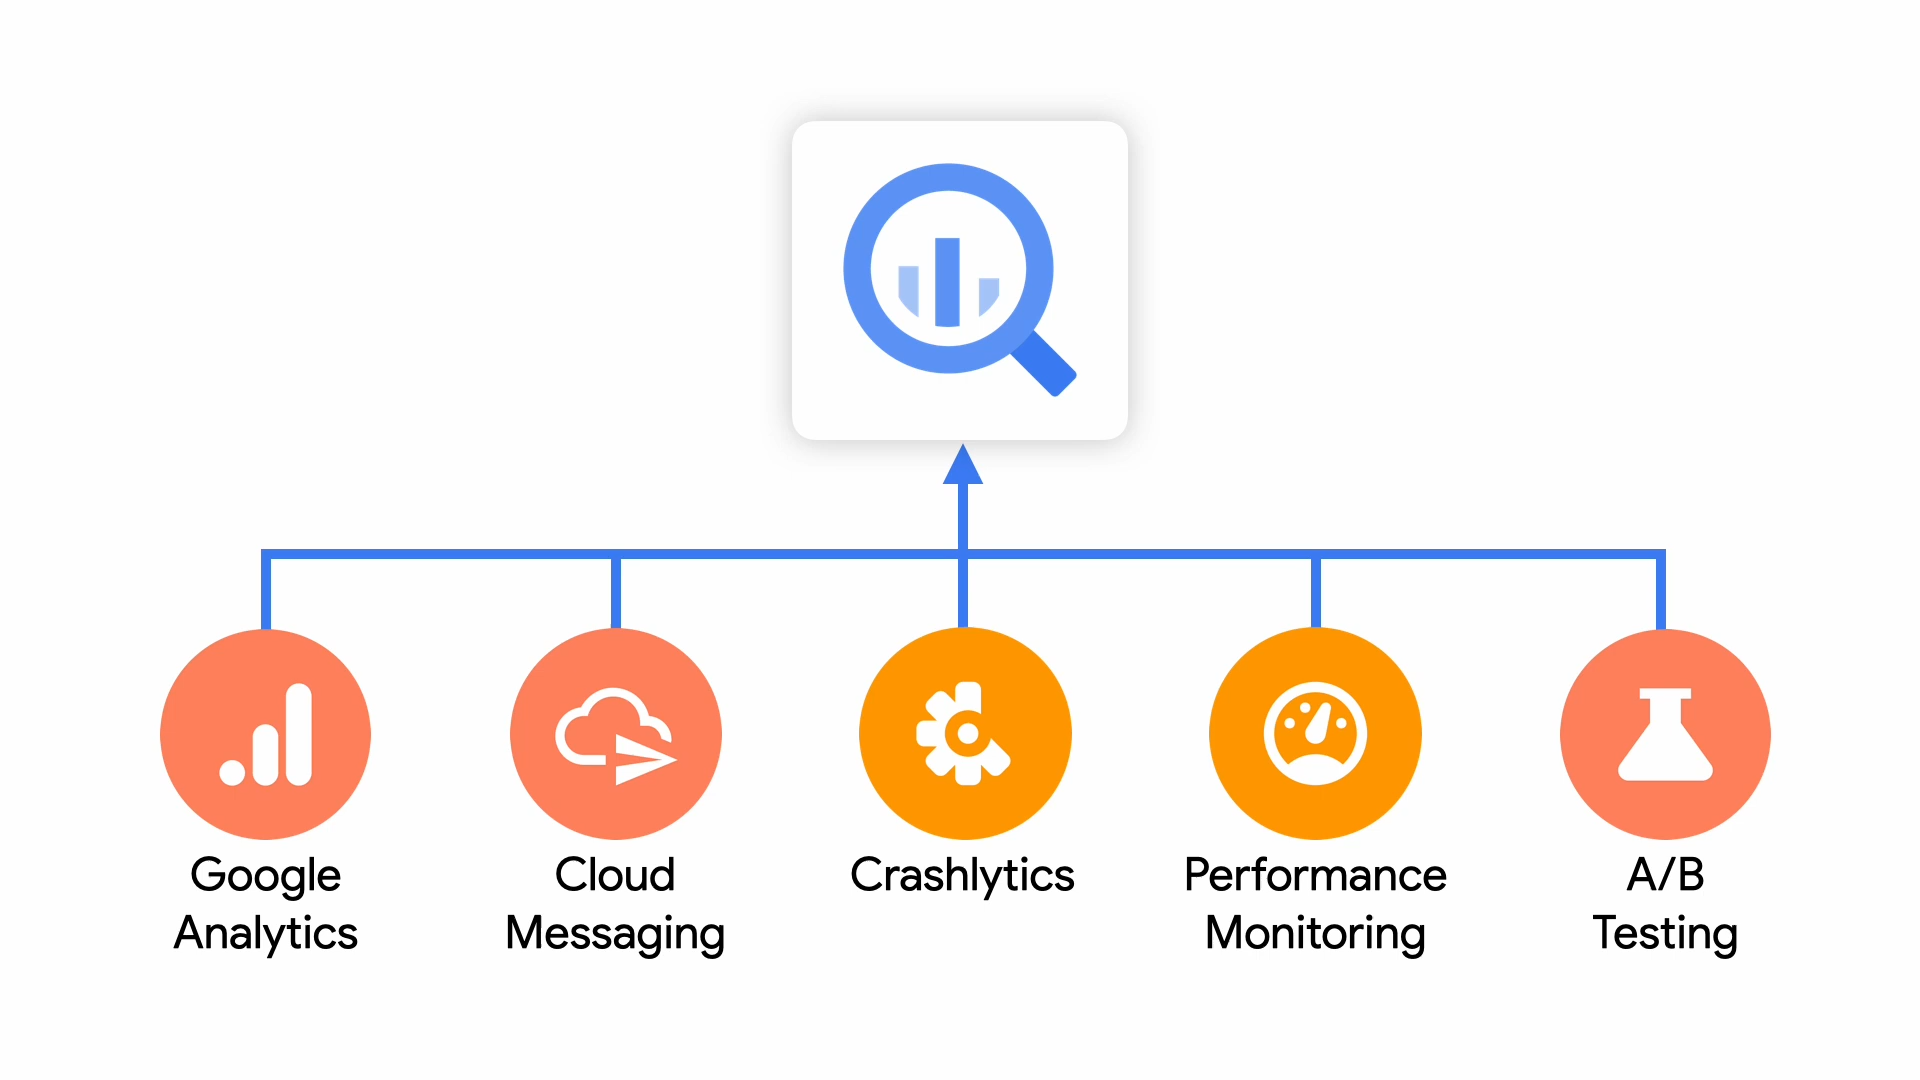 Google
Analytics
Cloud
Messaging
Crashlytics
Performance
Monitoring
A/B
Testing